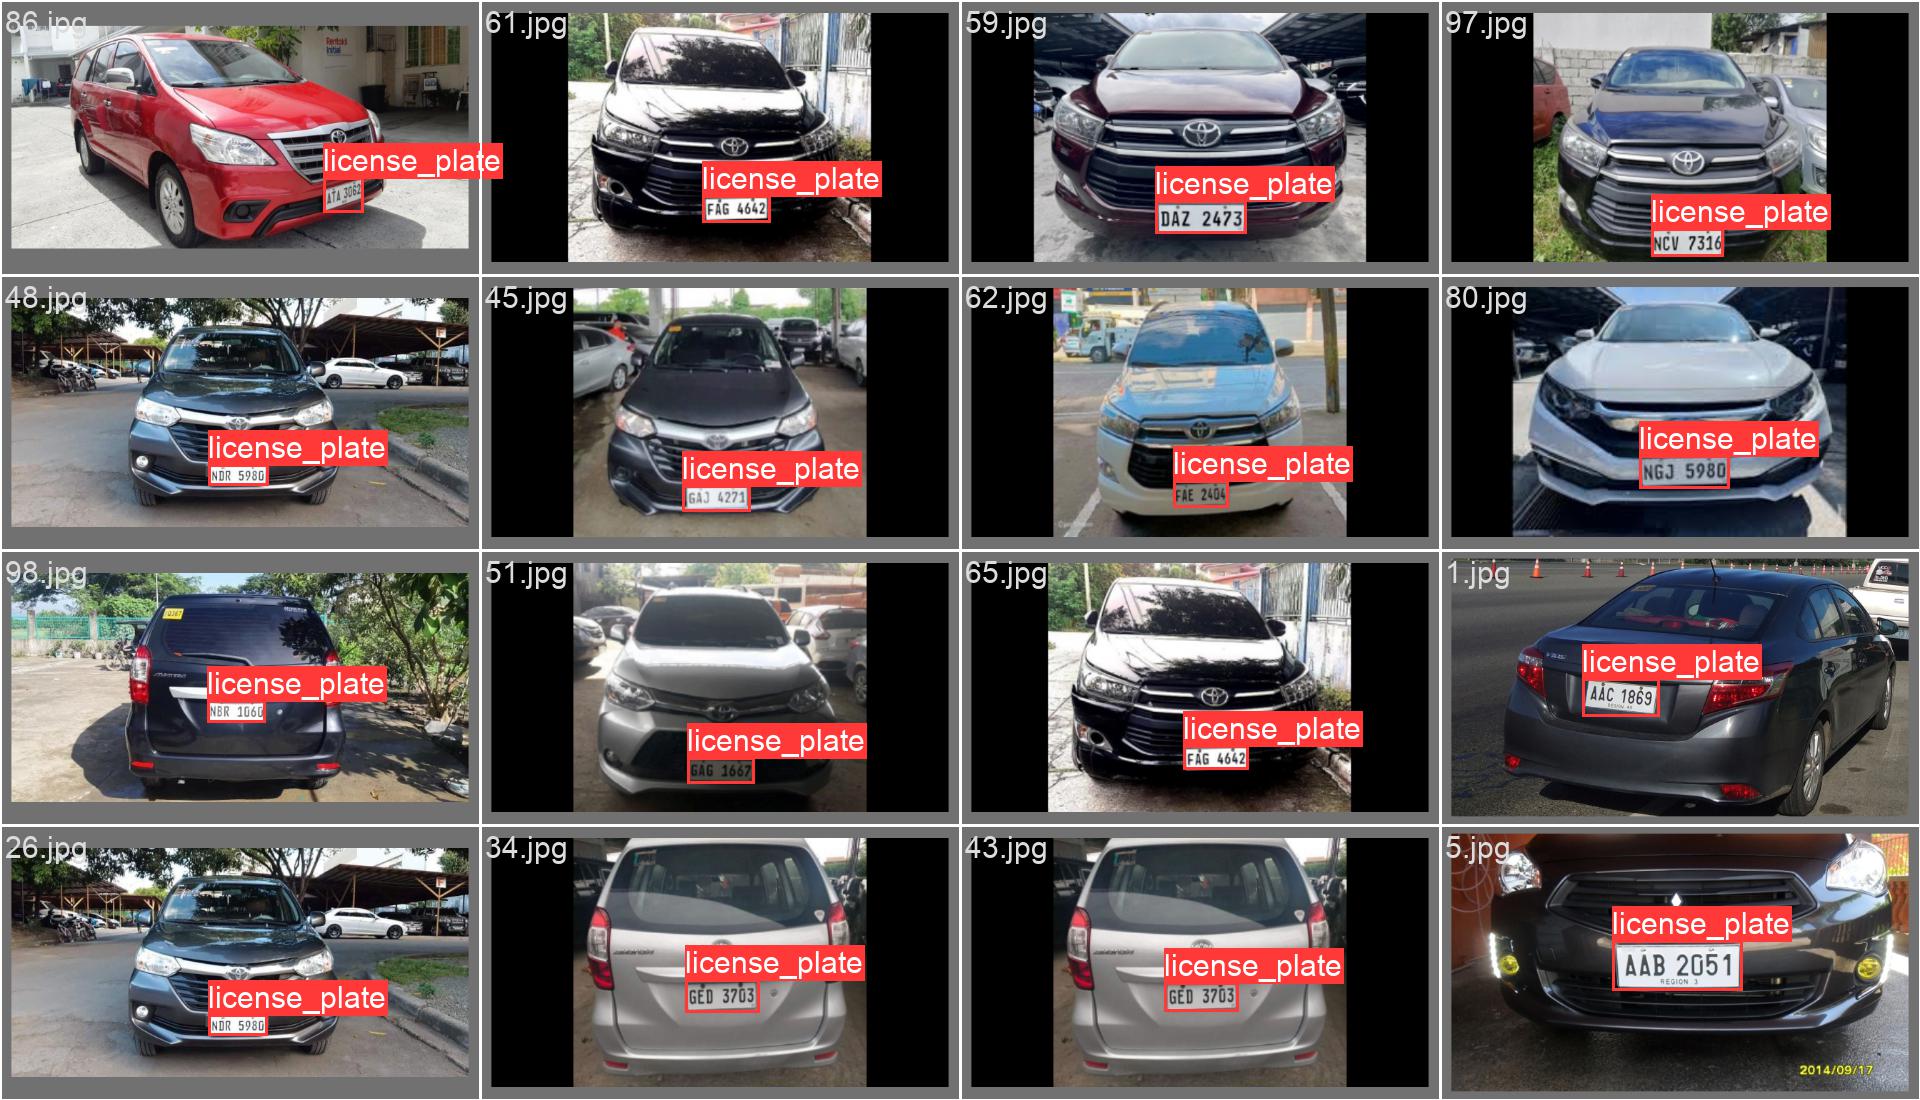 86.jpg
Rentokil
Initial
license_plate
ATA 3062
61.jpg
license_plate
FAG 4642
59.jpg
license_plate
DAZ 2473
97.jpg
license_plate
NCV 7316
48.jpg
license_plate
NDR 5980
45.jpg
license_plate
GAJ 4271
62.jpg
license_plate
FAE 2404
80.jpg
license_plate
NGJ 5980
98.jpg
license_plate
NBR 1060
51.jpg
license_plate
GAG 1667
65.jpg
license_plate
FAG 4642
1.jpg
license_plate
AAC 1869
26.jpg
license_plate
NDR 5980
34.jpg
license_plate
GED 3703
43.jpg
license_plate
GED 3703
5.jpg
license_plate
AAB 2051
REGION 3
2014/09/17